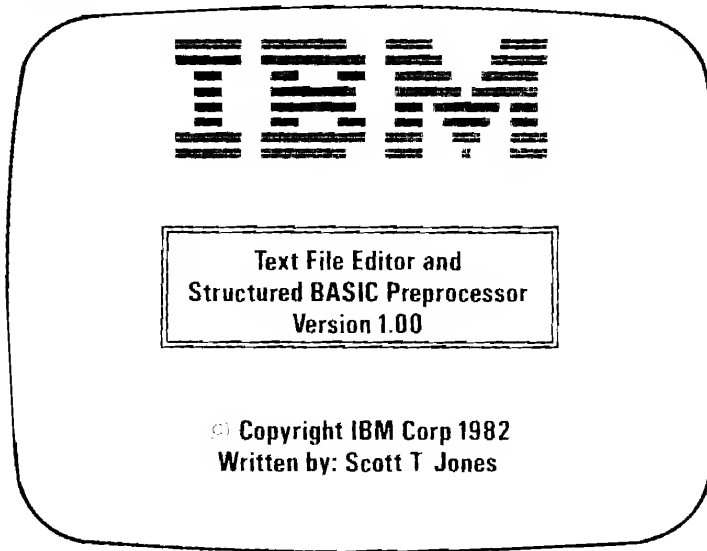 IBM
Text File Editor and
Structured BASIC Preprocessor
Version 1.00
© Copyright IBM Corp 1982
Written by: Scott T Jones